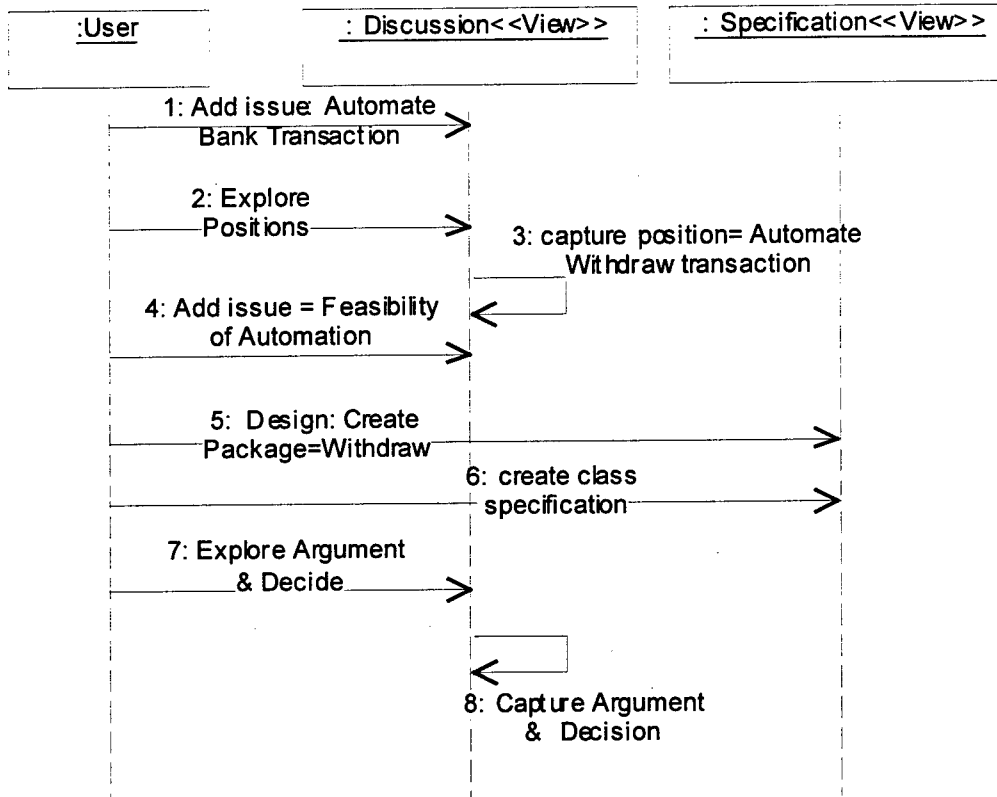 :User
: Discussion<<View>>
: Specification<<View>>
1: Add issue: Automate
Bank Transaction
2: Explore
Positions
3: capture position= Automate
Withdraw transaction
4: Add issue = Feasibility
of Automation
5: Design: Create
Package=Withdraw
6: create class
specification
7: Explore Argument
& Decide
8: Capture Argument
& Decision